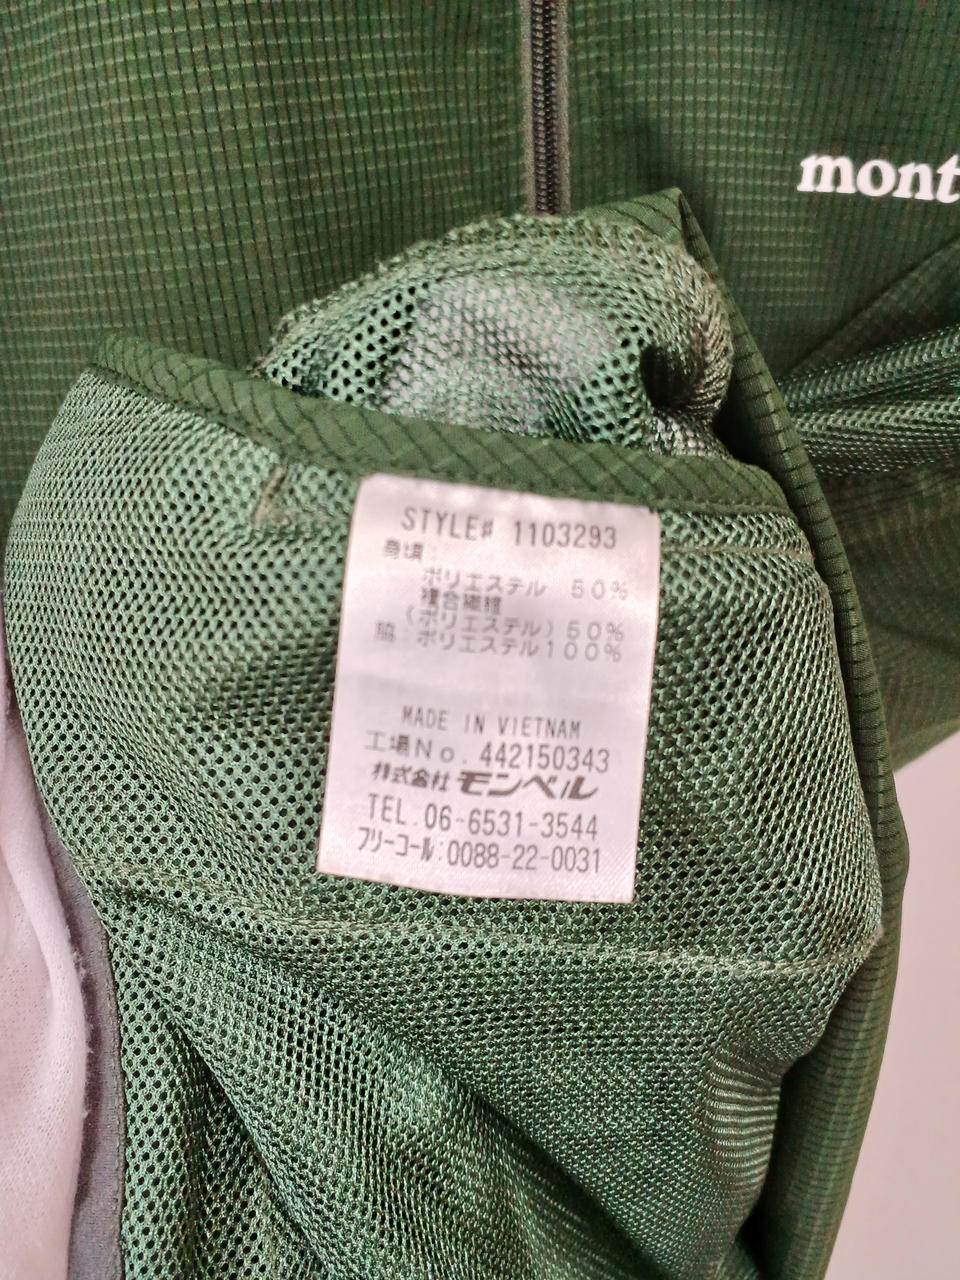 mont
STYLE# 1103293
身頃:
ポリエステル 50%
複合繊維
(ポリエステル) 50%
脇:ポリエステル100%
MADE IN VIETNAM
工場No. 442150343
株式会社 モンベル
TEL.06-6531-3544
フリーコール:0088-22-0031